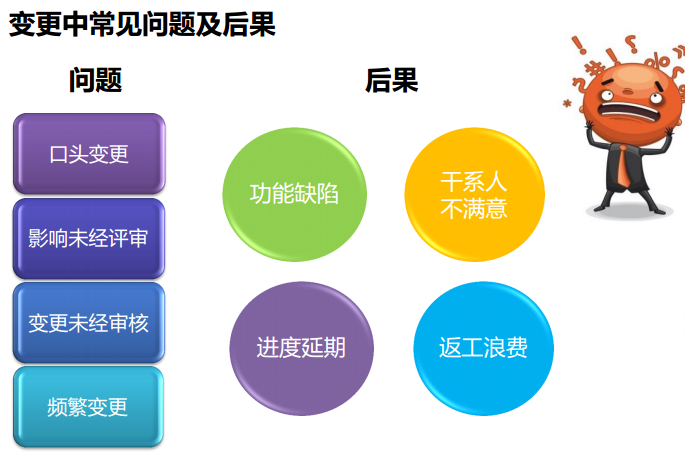 变更中常见问题及后果
问题
后果
口头变更
影响未经评审
变更未经审核
频繁变更
功能缺陷
干系人
不满意
进度延期
返工浪费